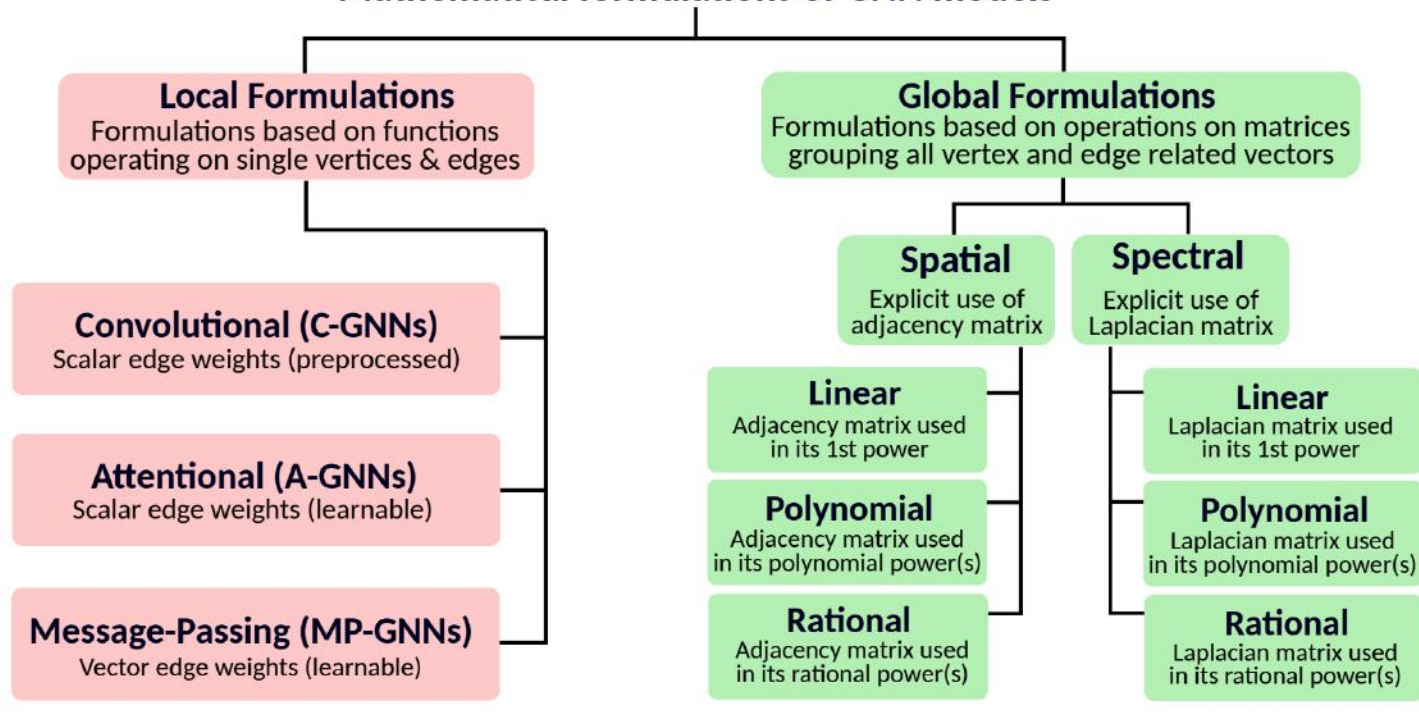 Mathematical formulations of GNN models
Local Formulations
Formulations based on functions
operating on single vertices & edges
Convolutional (C-GNNs)
Scalar edge weights (preprocessed)
Attentional (A-GNNs)
Scalar edge weights (learnable)
Message-Passing (MP-GNNs)
Vector edge weights (learnable)
Global Formulations
Formulations based on operations on matrices
grouping all vertex and edge related vectors
Spatial
Explicit use of
adjacency matrix
Linear
Adjacency matrix used
in its 1st power
Polynomial
Adjacency matrix used
in its polynomial power(s)
Rational
Adjacency matrix used
in its rational power(s)
Spectral
Explicit use of
Laplacian matrix
Linear
Laplacian matrix used
in its 1st power
Polynomial
Laplacian matrix used
in its polynomial power(s)
Rational
Laplacian matrix used
in its rational power(s)